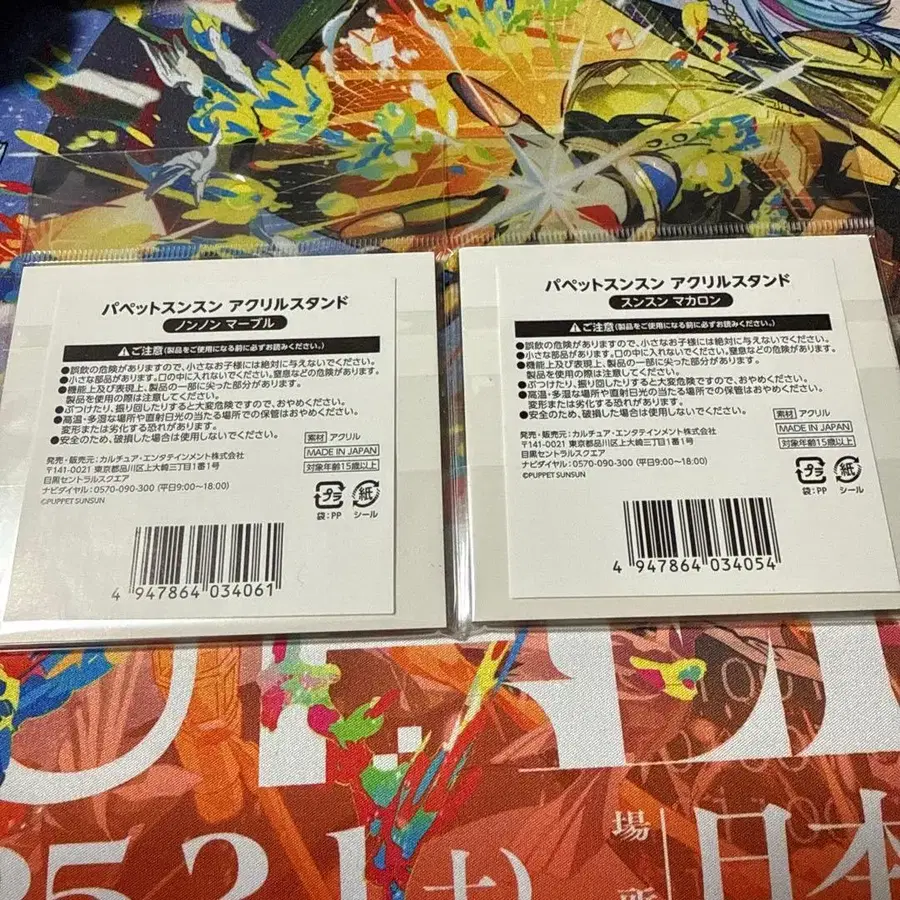 パペットスンスン アクリルスタンド
ノンノン マーブル
ご注意(製品をご使用になる前に必ずお読みください。)
●誤飲の危険がありますので、小さなお子様には絶対に与えないでください。
●小さな部品があります。口の中に入れないでください。窒息などの危険があります。
●機能上及び表現上、製品の一部に尖った部分があります。
製品を使用の際は注意してください。
●ぶつけたり、振り回したりすると大変危険ですので、おやめください。
●高温・多湿な場所や直射日光の当たる場所での保管はおやめください。
変形または劣化する恐れがあります。
●安全のため、破損した場合は使用しないでください。
素材 アクリル
MADE IN JAPAN
対象年齢15歳以上
発売・販売元:カルチュア・エンタテインメント株式会社
〒141-0021 東京都品川区上大崎三丁目1番1号
目黒セントラルスクエア
ナビダイヤル:0570-090-300 (平日9:00〜18:00)
©PUPPET SUNSUN
プラ
袋:PP
紙
シール
4 947864 034061
パペットスンスン アクリルスタンド
スンスン マカロン
ご注意(製品をご使用になる前に必ずお読みください。)
●誤飲の危険がありますので、小さなお子様には絶対に与えないでください。
●小さな部品があります。口の中に入れないでください。窒息などの危険があります。
●機能上及び表現上、製品の一部に尖った部分があります。
製品を使用の際は注意してください。
●ぶつけたり、振り回したりすると大変危険ですので、おやめください。
●高温・多湿な場所や直射日光の当たる場所での保管はおやめください。
変形または劣化する恐れがあります。
●安全のため、破損した場合は使用しないでください。
素材 アクリル
MADE IN JAPAN
対象年齢15歳以上
発売・販売元:カルチュア・エンタテインメント株式会社
〒141-0021 東京都品川区上大崎三丁目1番1号
目黒セントラルスクエア
ナビダイヤル:0570-090-300 (平日9:00〜18:00)
©PUPPET SUNSUN
プラ
袋:PP
紙
シール
4 947864 034054
(土)
場所
日本